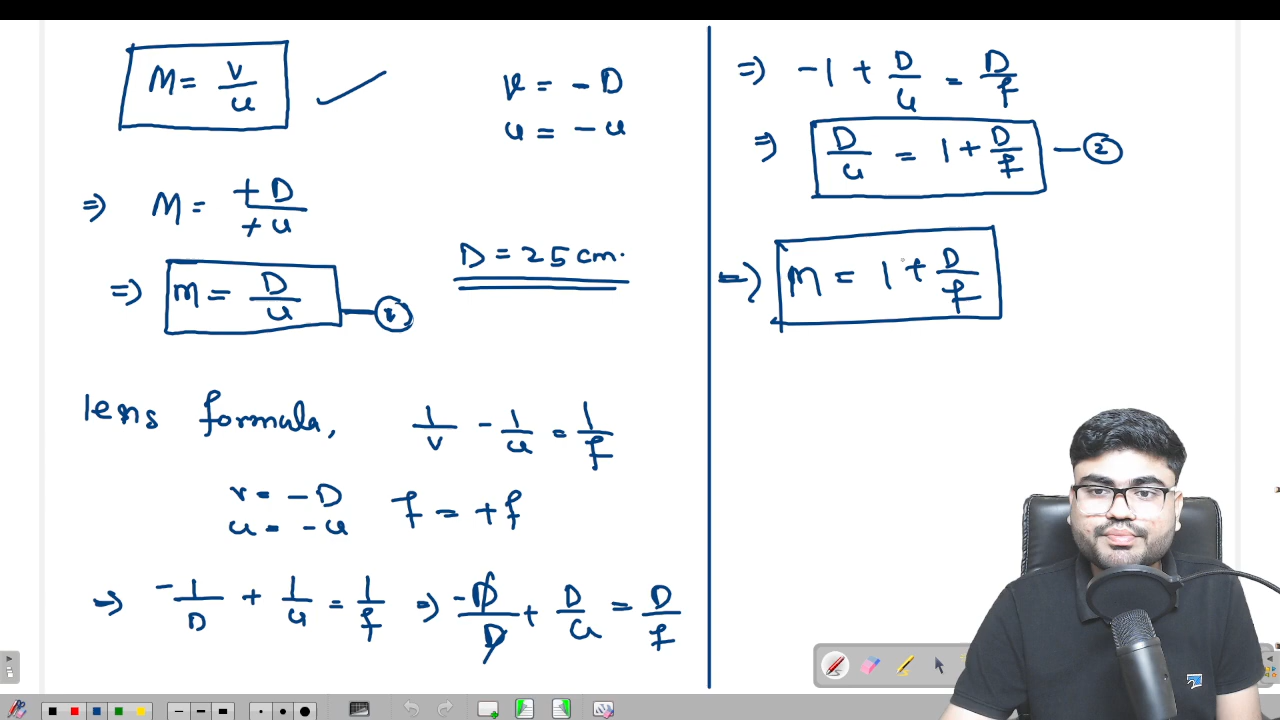 M = v/u
v = -D
u = -u
⇒ M = +D/+u
D = 25 cm.
⇒ m = D/u — ①
lens formula, 1/v - 1/u = 1/f
v = -D f = +f
u = -u
⇒ -1/D + 1/u = 1/f ⇒ -D/D + D/u = D/f
⇒ -1 + D/u = D/f
⇒ D/u = 1 + D/f — ②
⇒ M = 1 + D/f